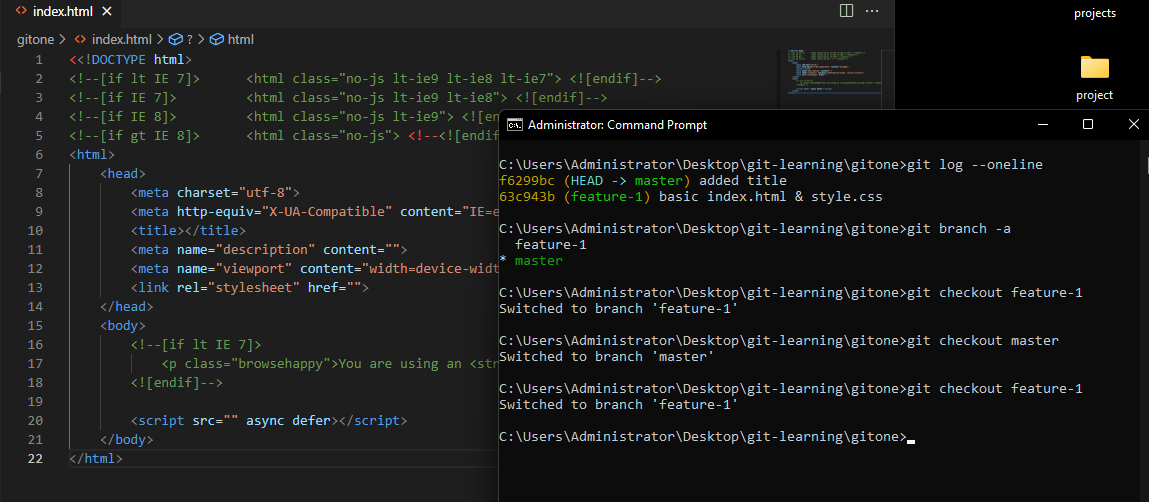 index.html
gitone > index.html > ? > html
1 <<!DOCTYPE html>
2 <!--[if lt IE 7]>      <html class="no-js lt-ie9 lt-ie8 lt-ie7"> <![endif]-->
3 <!--[if IE 7]>         <html class="no-js lt-ie9 lt-ie8"> <![endif]-->
4 <!--[if IE 8]>         <html class="no-js lt-ie9"> <![en
5 <!--[if gt IE 8]>      <html class="no-js"> <!--<![endif
6 <html>
7     <head>
8         <meta charset="utf-8">
9         <meta http-equiv="X-UA-Compatible" content="IE=e
10         <title></title>
11         <meta name="description" content="">
12         <meta name="viewport" content="width=device-widt
13         <link rel="stylesheet" href="">
14     </head>
15     <body>
16         <!--[if lt IE 7]>
17             <p class="browsehappy">You are using an <str
18         <![endif]-->
19
20         <script src="" async defer></script>
21     </body>
22 </html>
projects
project
Administrator: Command Prompt
C:\Users\Administrator\Desktop\git-learning\gitone>git log --oneline
f6299bc (HEAD -> master) added title
63c943b (feature-1) basic index.html & style.css
C:\Users\Administrator\Desktop\git-learning\gitone>git branch -a
  feature-1
* master
C:\Users\Administrator\Desktop\git-learning\gitone>git checkout feature-1
Switched to branch 'feature-1'
C:\Users\Administrator\Desktop\git-learning\gitone>git checkout master
Switched to branch 'master'
C:\Users\Administrator\Desktop\git-learning\gitone>git checkout feature-1
Switched to branch 'feature-1'
C:\Users\Administrator\Desktop\git-learning\gitone>